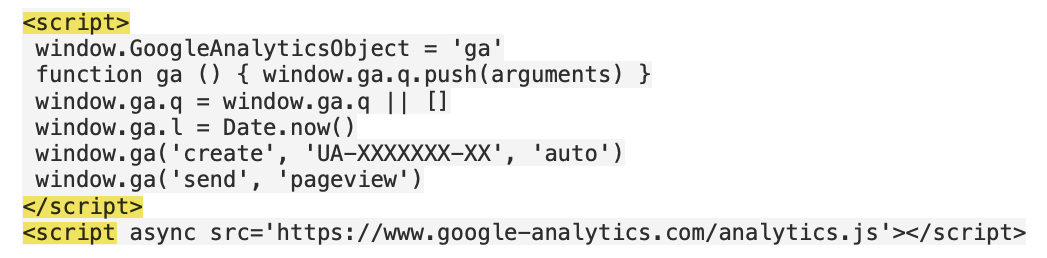 <script>
window.GoogleAnalyticsObject = 'ga'
function ga () { window.ga.q.push(arguments) }
window.ga.q = window.ga.q || []
window.ga.l = Date.now()
window.ga('create', 'UA-XXXXXXX-XX', 'auto')
window.ga('send', 'pageview')
</script>
<script async src='https://www.google-analytics.com/analytics.js'></script>